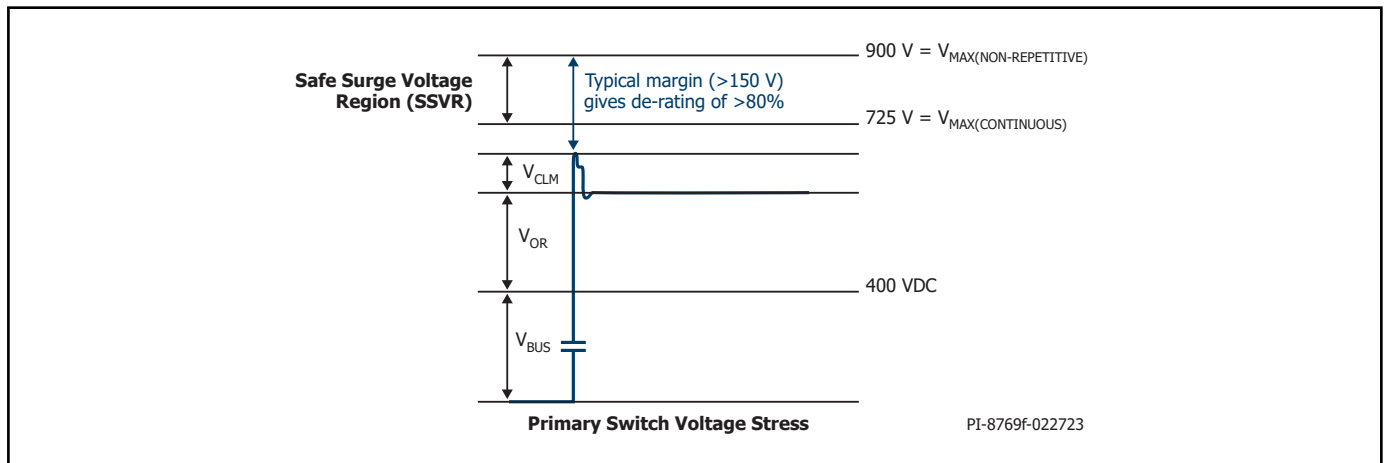 900 V = VMAX(NON-REPETITIVE)
Safe Surge Voltage
Region (SSVR)
Typical margin (>150 V)
gives de-rating of >80%
725 V = VMAX(CONTINUOUS)
VCLM
VOR
400 VDC
VBUS
Primary Switch Voltage Stress
PI-8769f-022723